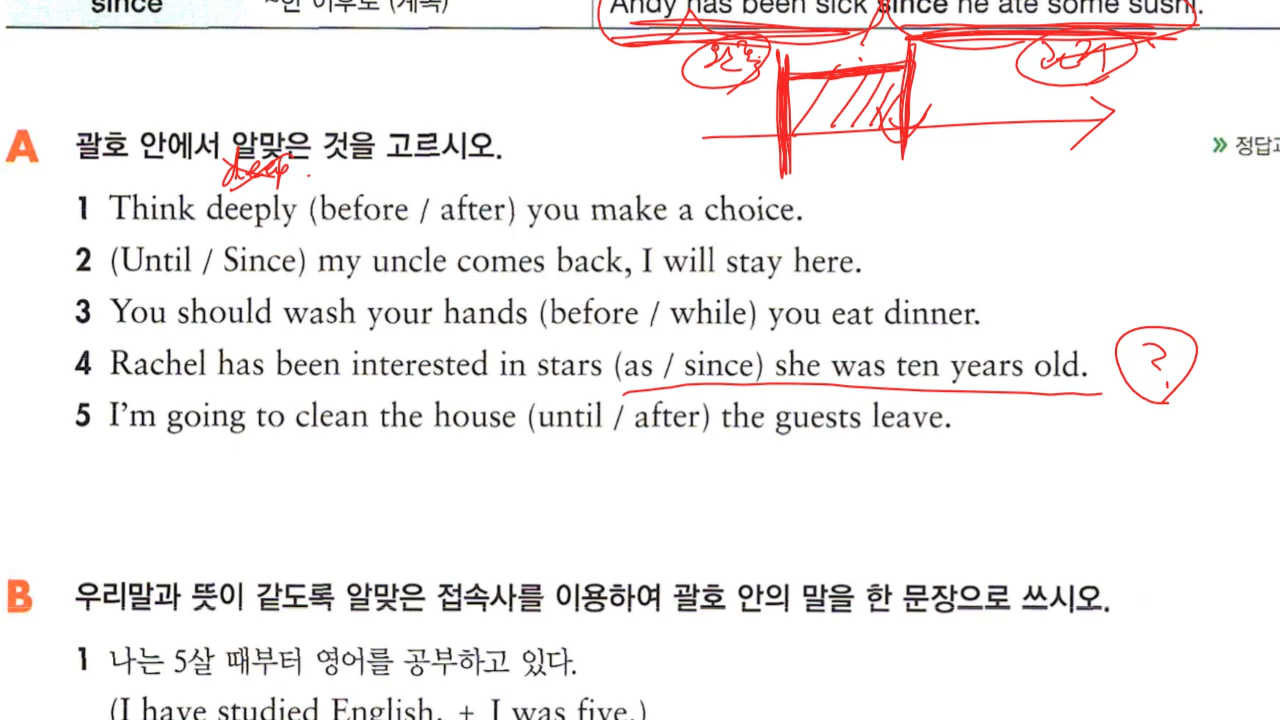 since ~한 이후로 (계속) Andy has been sick since he ate some sushi.
현완 과거
A 괄호 안에서 알맞은 것을 고르시오.
» 정답과
deep
1 Think deeply (before / after) you make a choice.
2 (Until / Since) my uncle comes back, I will stay here.
3 You should wash your hands (before / while) you eat dinner.
4 Rachel has been interested in stars (as / since) she was ten years old. ?
5 I'm going to clean the house (until / after) the guests leave.
B 우리말과 뜻이 같도록 알맞은 접속사를 이용하여 괄호 안의 말을 한 문장으로 쓰시오.
1 나는 5살 때부터 영어를 공부하고 있다.
(I have studied English. + I was five.)